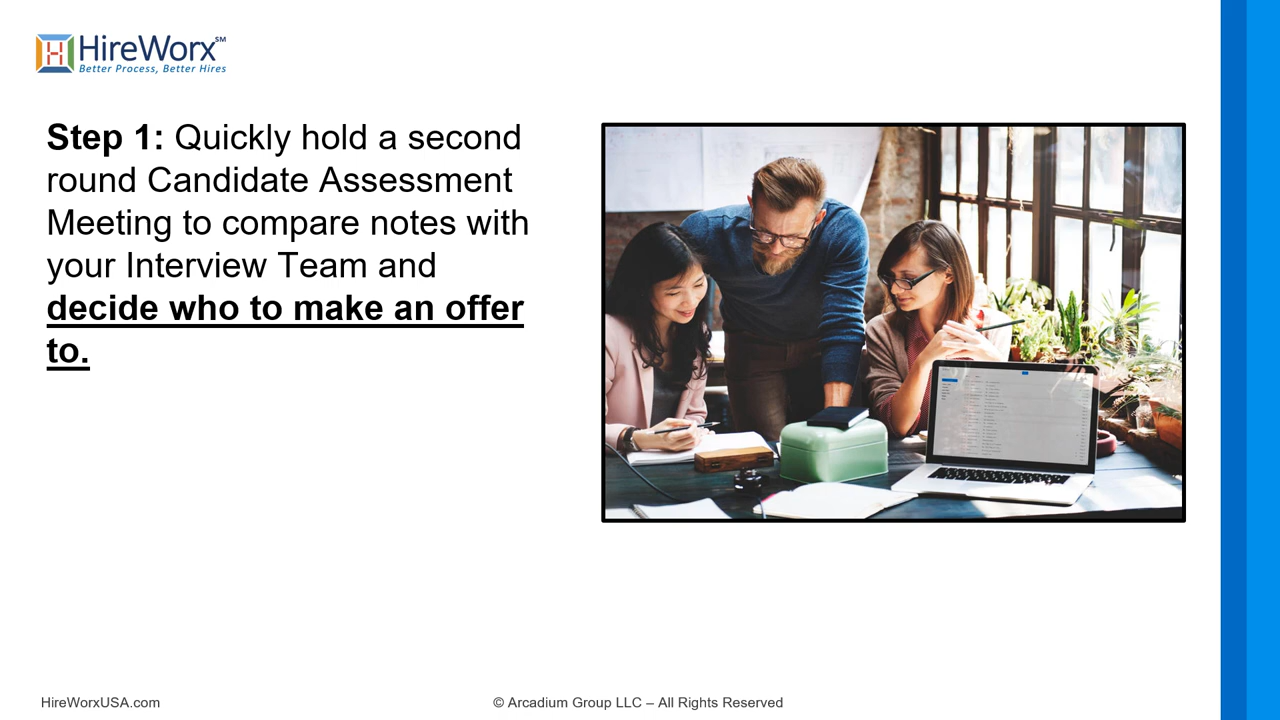 HireWorx℠
Better Process, Better Hires
Step 1: Quickly hold a second
round Candidate Assessment
Meeting to compare notes with
your Interview Team and
decide who to make an offer
to.
HireWorxUSA.com
© Arcadium Group LLC – All Rights Reserved